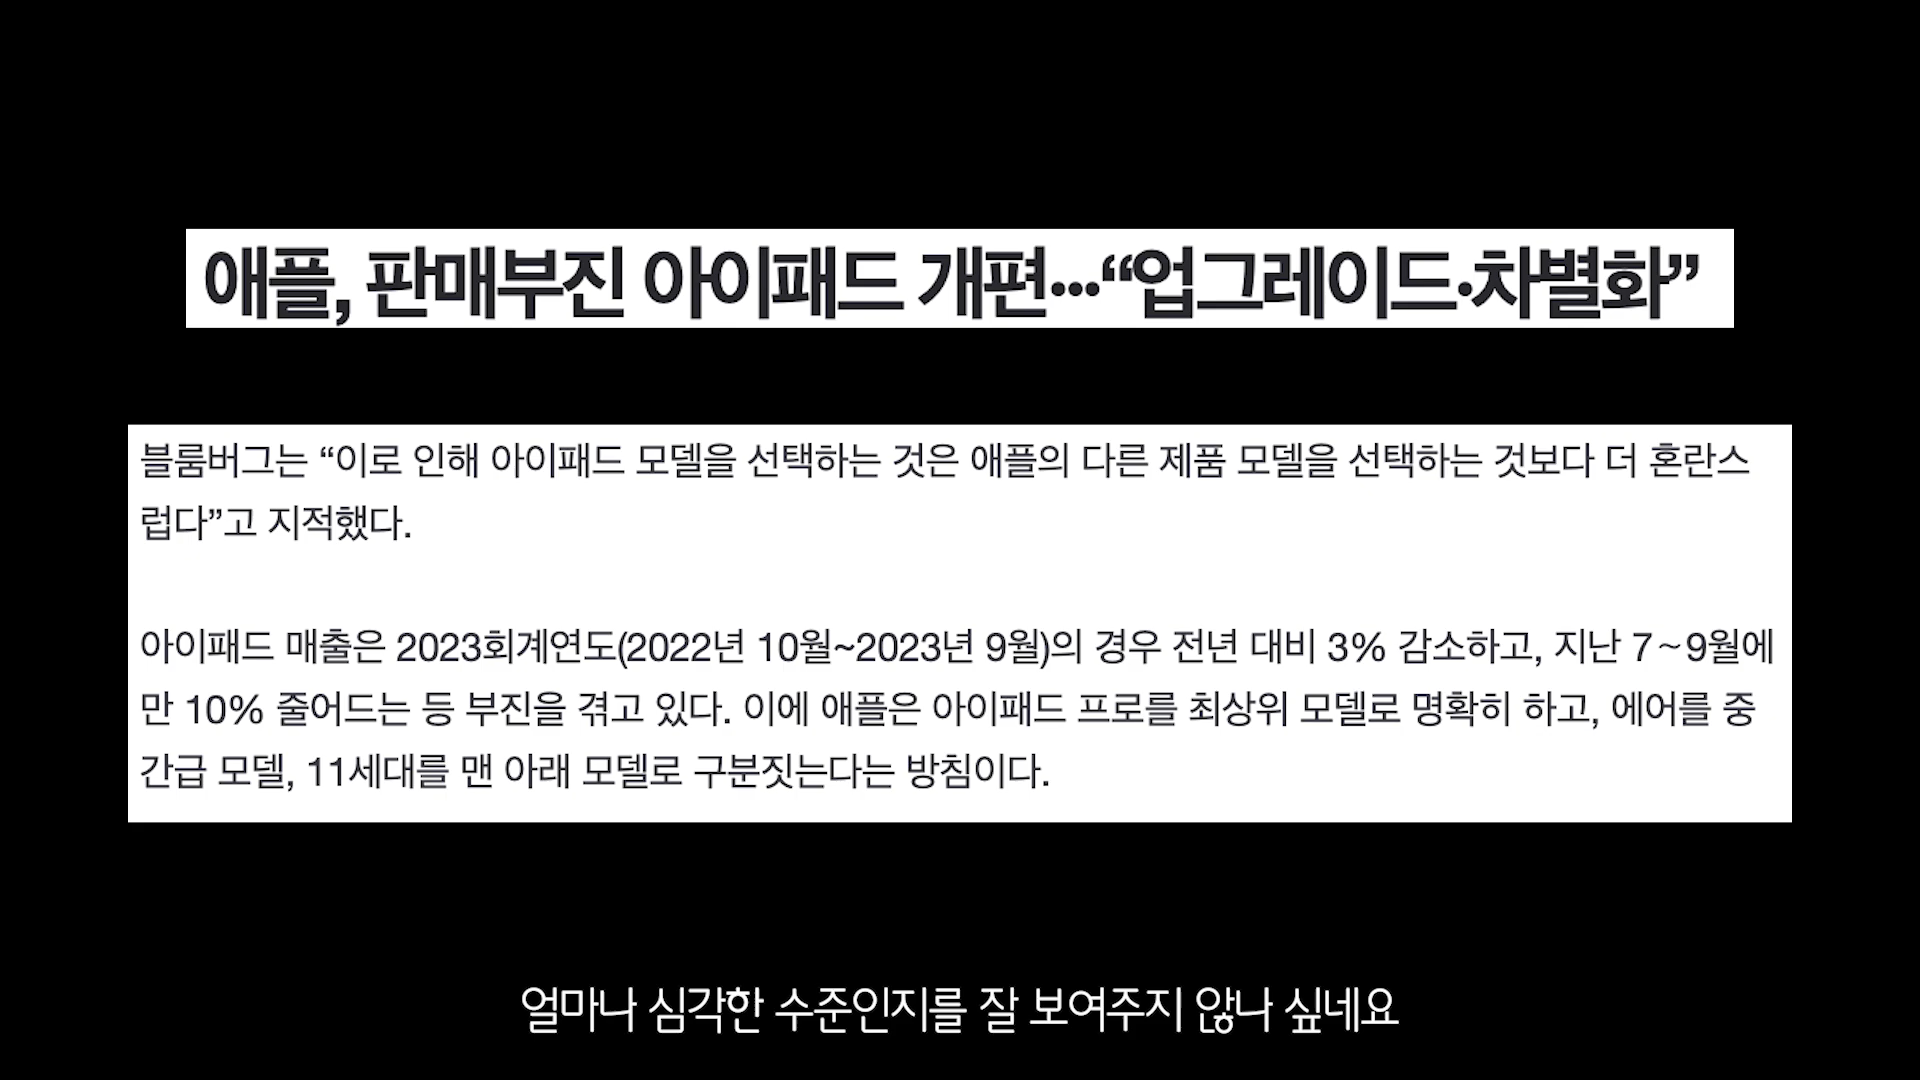 애플, 판매부진 아이패드 개편…“업그레이드·차별화”
블룸버그는 “이로 인해 아이패드 모델을 선택하는 것은 애플의 다른 제품 모델을 선택하는 것보다 더 혼란스
럽다”고 지적했다.
아이패드 매출은 2023회계연도(2022년 10월~2023년 9월)의 경우 전년 대비 3% 감소하고, 지난 7～9월에
만 10% 줄어드는 등 부진을 겪고 있다. 이에 애플은 아이패드 프로를 최상위 모델로 명확히 하고, 에어를 중
간급 모델, 11세대를 맨 아래 모델로 구분짓는다는 방침이다.
얼마나 심각한 수준인지를 잘 보여주지 않나 싶네요